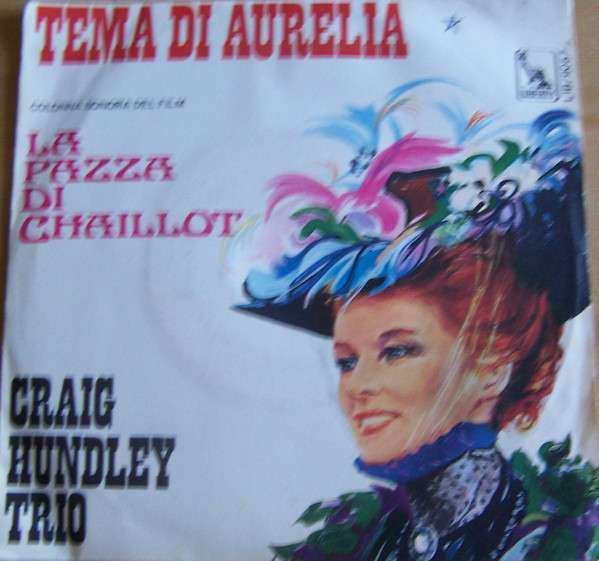 TEMA DI AURELIA
COLONNA SONORA DEL FILM
LA
PAZZA
DI
CHAILLOT
CRAIG
HUNDLEY
TRIO